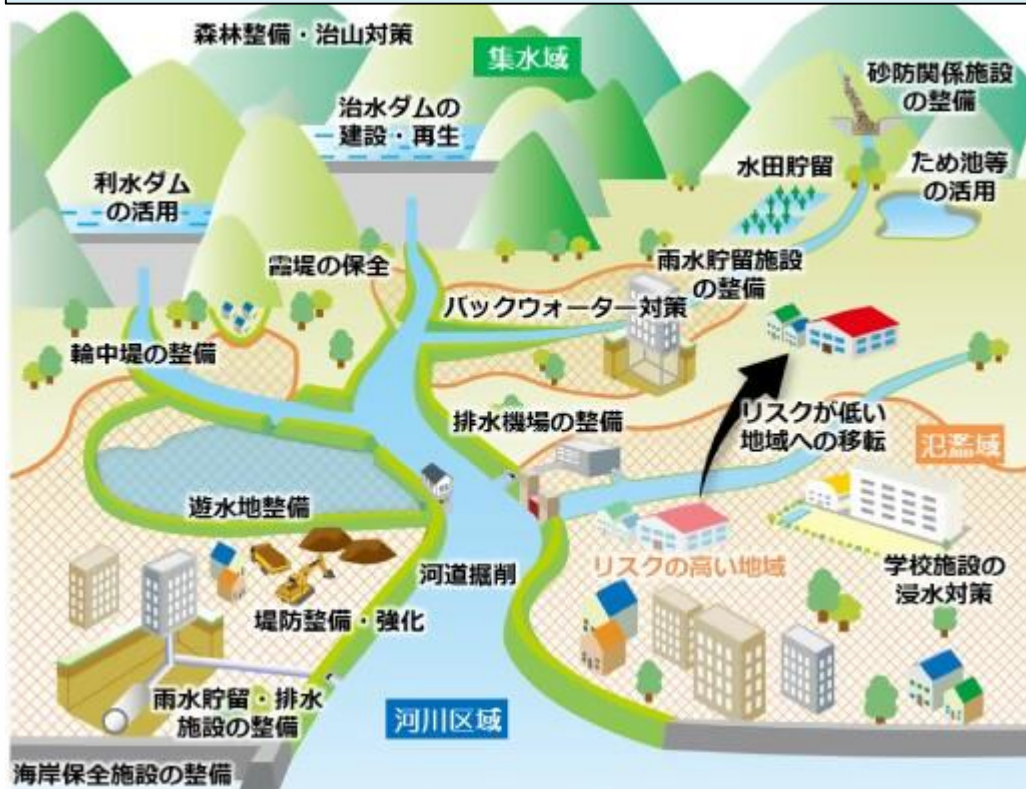 森林整備・治山対策
集水域
砂防関係施設
の整備
治水ダムの
建設・再生
水田貯留
ため池等
の活用
利水ダム
の活用
霞堤の保全
雨水貯留施設
の整備
バックウォーター対策
輪中堤の整備
排水機場の整備
リスクが低い
地域への移転
氾濫域
遊水地整備
リスクの高い地域
学校施設の
浸水対策
河道掘削
堤防整備・強化
雨水貯留・排水
施設の整備
河川区域
海岸保全施設の整備